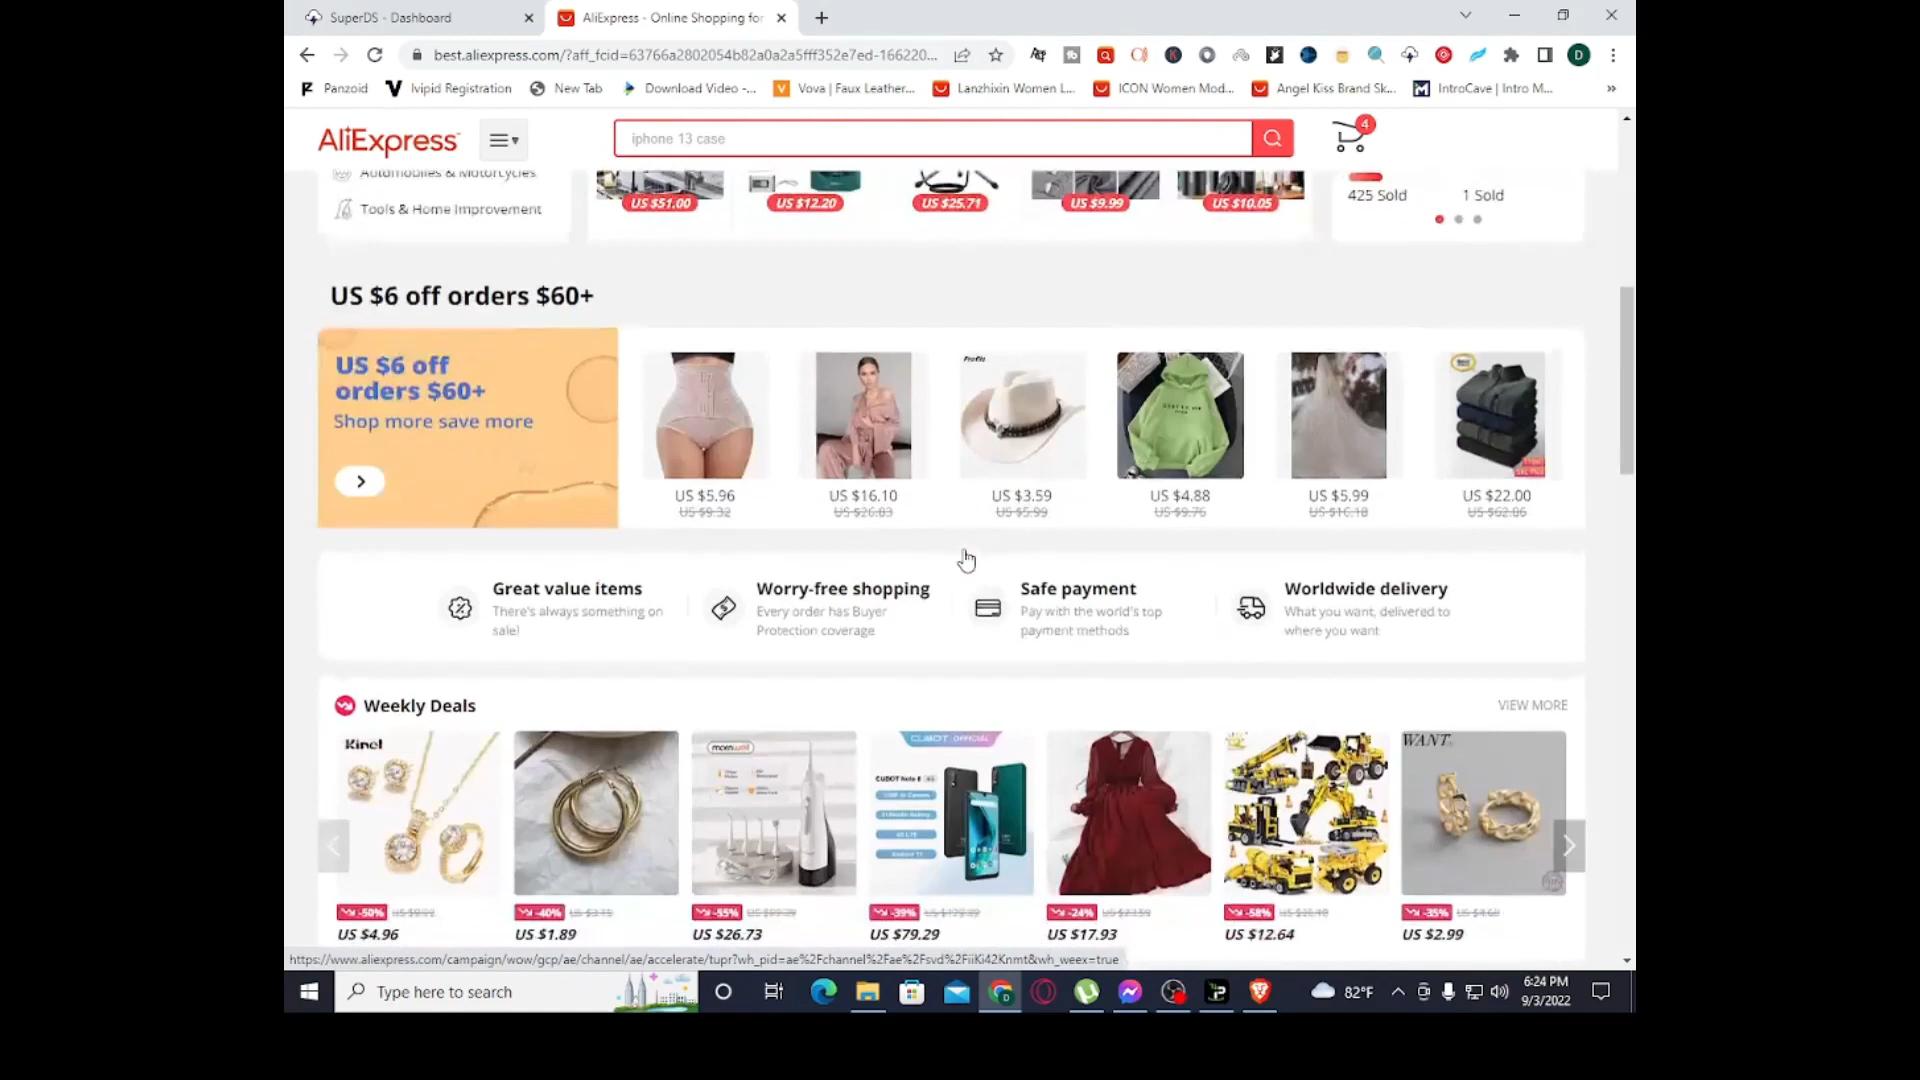 SuperDS - Dashboard
AliExpress - Online Shopping for
best.aliexpress.com/?aff_fcid=63766a2802054b82a0a2a5fff352e7ed-166220...
D
Panzoid
Ivipid Registration
New Tab
Download Video -...
Vova | Faux Leather...
Lanzhixin Women L...
ICON Women Mod...
Angel Kiss Brand Sk...
IntroCave | Intro M...
»
AliExpress
iphone 13 case
4
Automobiles & Motorcycles
Tools & Home Improvement
US $51.00
US $12.20
US $25.71
US $9.99
US $10.05
425 Sold
1 Sold
US $6 off orders $60+
US $6 off
orders $60+
Shop more save more
US $5.96
US $9.32
US $16.10
US $26.83
US $3.59
US $5.99
US $4.88
US $9.76
US $5.99
US $22.00
US $62.86
Great value items
There's always something on
sale!
Worry-free shopping
Every order has Buyer
Protection coverage
Safe payment
Pay with the world's top
payment methods
Worldwide delivery
What you want, delivered to
where you want
Weekly Deals
VIEW MORE
Kinel
CUBOT OFFICIAL
CUBOT Note 8
WANT
-50%
US $4.96
-40%
US $1.89
-55%
US $26.73
-39%
US $79.29
-24%
US $17.93
-58%
US $12.64
-35%
US $2.99
https://www.aliexpress.com/campaign/wow/gcp/ae/channel/ae/accelerate/tupr?wh_pid=ae%2Fchannel%2Fae%2Fsvd%2FiiKi42Knmt&wh_weex=true
Type here to search
82°F
6:24 PM
9/3/2022